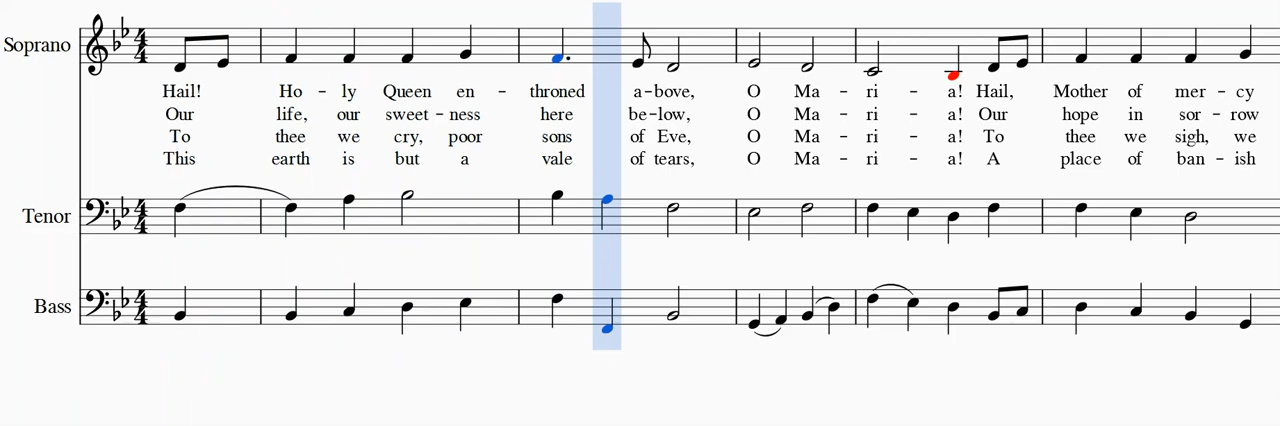 Soprano
Hail! Ho - ly Queen en - throned a - bove, O Ma - ri - a! Hail, Mother of mer - cy
Our life, our sweet - ness here be - low, O Ma - ri - a! Our hope in sor - row
To thee we cry, poor sons of Eve, O Ma - ri - a! To thee we sigh, we
This earth is but a vale of tears, O Ma - ri - a! A place of ban - ish
Tenor
Bass